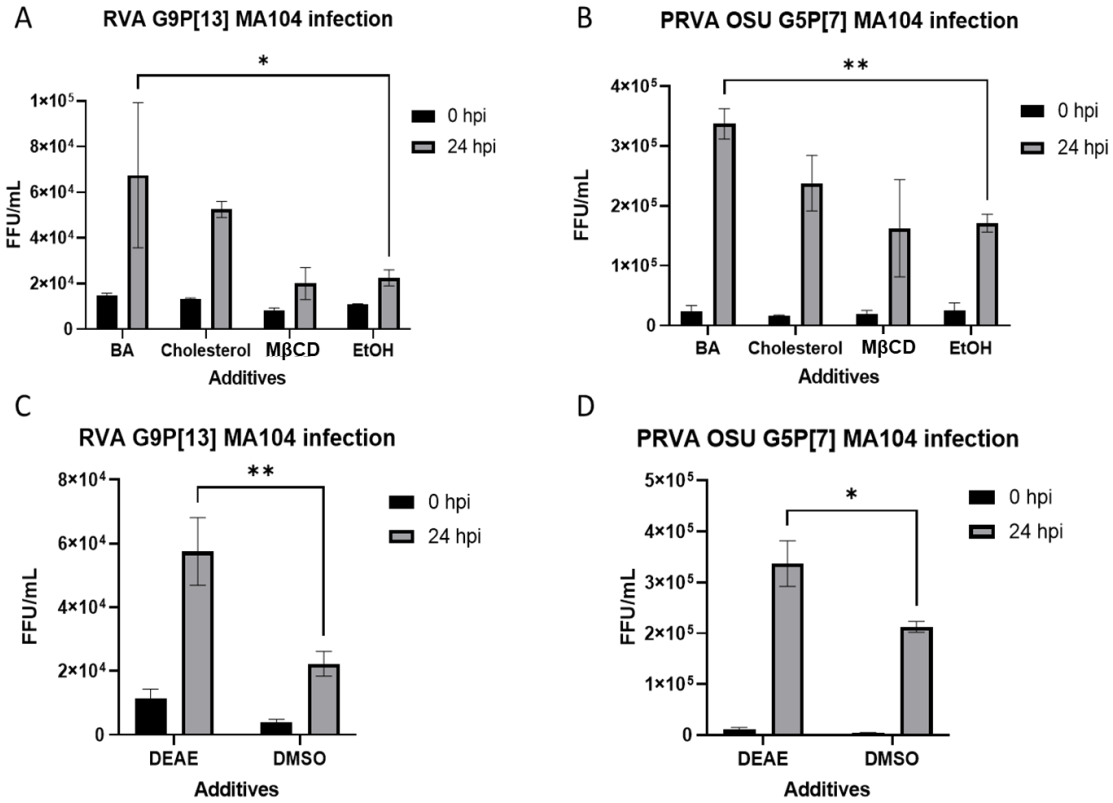 A
RVA G9P[13] MA104 infection
*
1×10⁵
8×10⁴
6×10⁴
4×10⁴
2×10⁴
0
FFU/mL
0 hpi
24 hpi
BA Cholesterol MβCD EtOH
Additives
B
PRVA OSU G5P[7] MA104 infection
**
4×10⁵
3×10⁵
2×10⁵
1×10⁵
0
FFU/mL
0 hpi
24 hpi
BA Cholesterol MβCD EtOH
Additives
C
RVA G9P[13] MA104 infection
**
8×10⁴
6×10⁴
4×10⁴
2×10⁴
0
FFU/mL
0 hpi
24 hpi
DEAE DMSO
Additives
D
PRVA OSU G5P[7] MA104 infection
*
5×10⁵
4×10⁵
3×10⁵
2×10⁵
1×10⁵
0
FFU/mL
0 hpi
24 hpi
DEAE DMSO
Additives